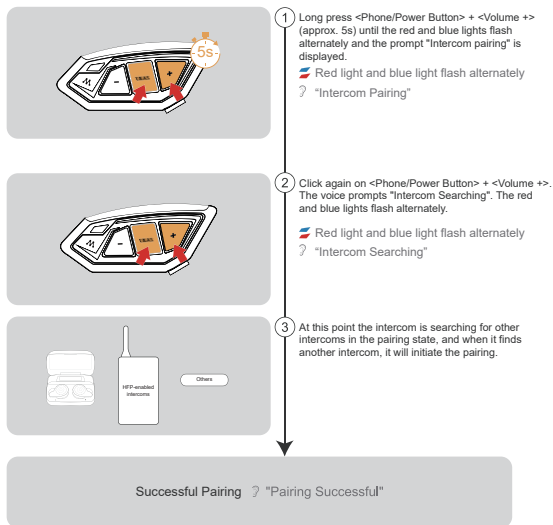 5s
1
Long press <Phone/Power Button> + <Volume +>
(approx. 5s) until the red and blue lights flash
alternately and the prompt "Intercom pairing" is
displayed.
Red light and blue light flash alternately
“Intercom Pairing”
2
Click again on <Phone/Power Button> + <Volume +>.
The voice prompts "Intercom Searching". The red
and blue lights flash alternately.
Red light and blue light flash alternately
“Intercom Searching”
3
At this point the intercom is searching for other
intercoms in the pairing state, and when it finds
another intercom, it will initiate the pairing.
HFP-enabled
intercoms
Others
Successful Pairing "Pairing Successful"